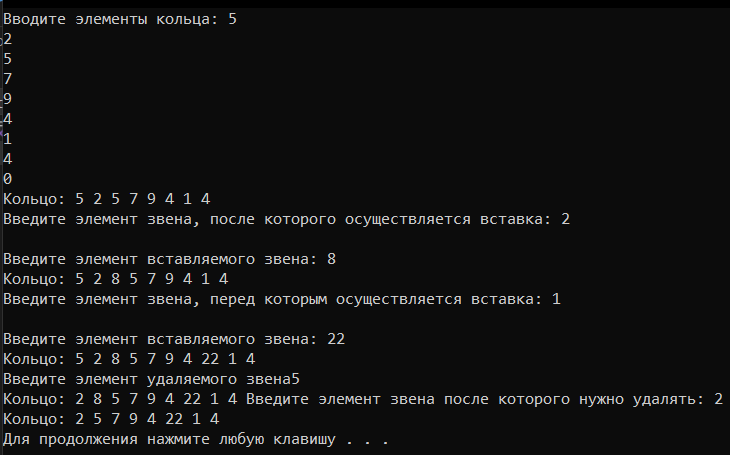 Вводите элементы кольца: 5
2
5
7
9
4
1
4
0
Кольцо: 5 2 5 7 9 4 1 4
Введите элемент звена, после которого осуществляется вставка: 2
Введите элемент вставляемого звена: 8
Кольцо: 5 2 8 5 7 9 4 1 4
Введите элемент звена, перед которым осуществляется вставка: 1
Введите элемент вставляемого звена: 22
Кольцо: 5 2 8 5 7 9 4 22 1 4
Введите элемент удаляемого звена5
Кольцо: 2 8 5 7 9 4 22 1 4 Введите элемент звена после которого нужно удалять: 2
Кольцо: 2 5 7 9 4 22 1 4
Для продолжения нажмите любую клавишу . . .